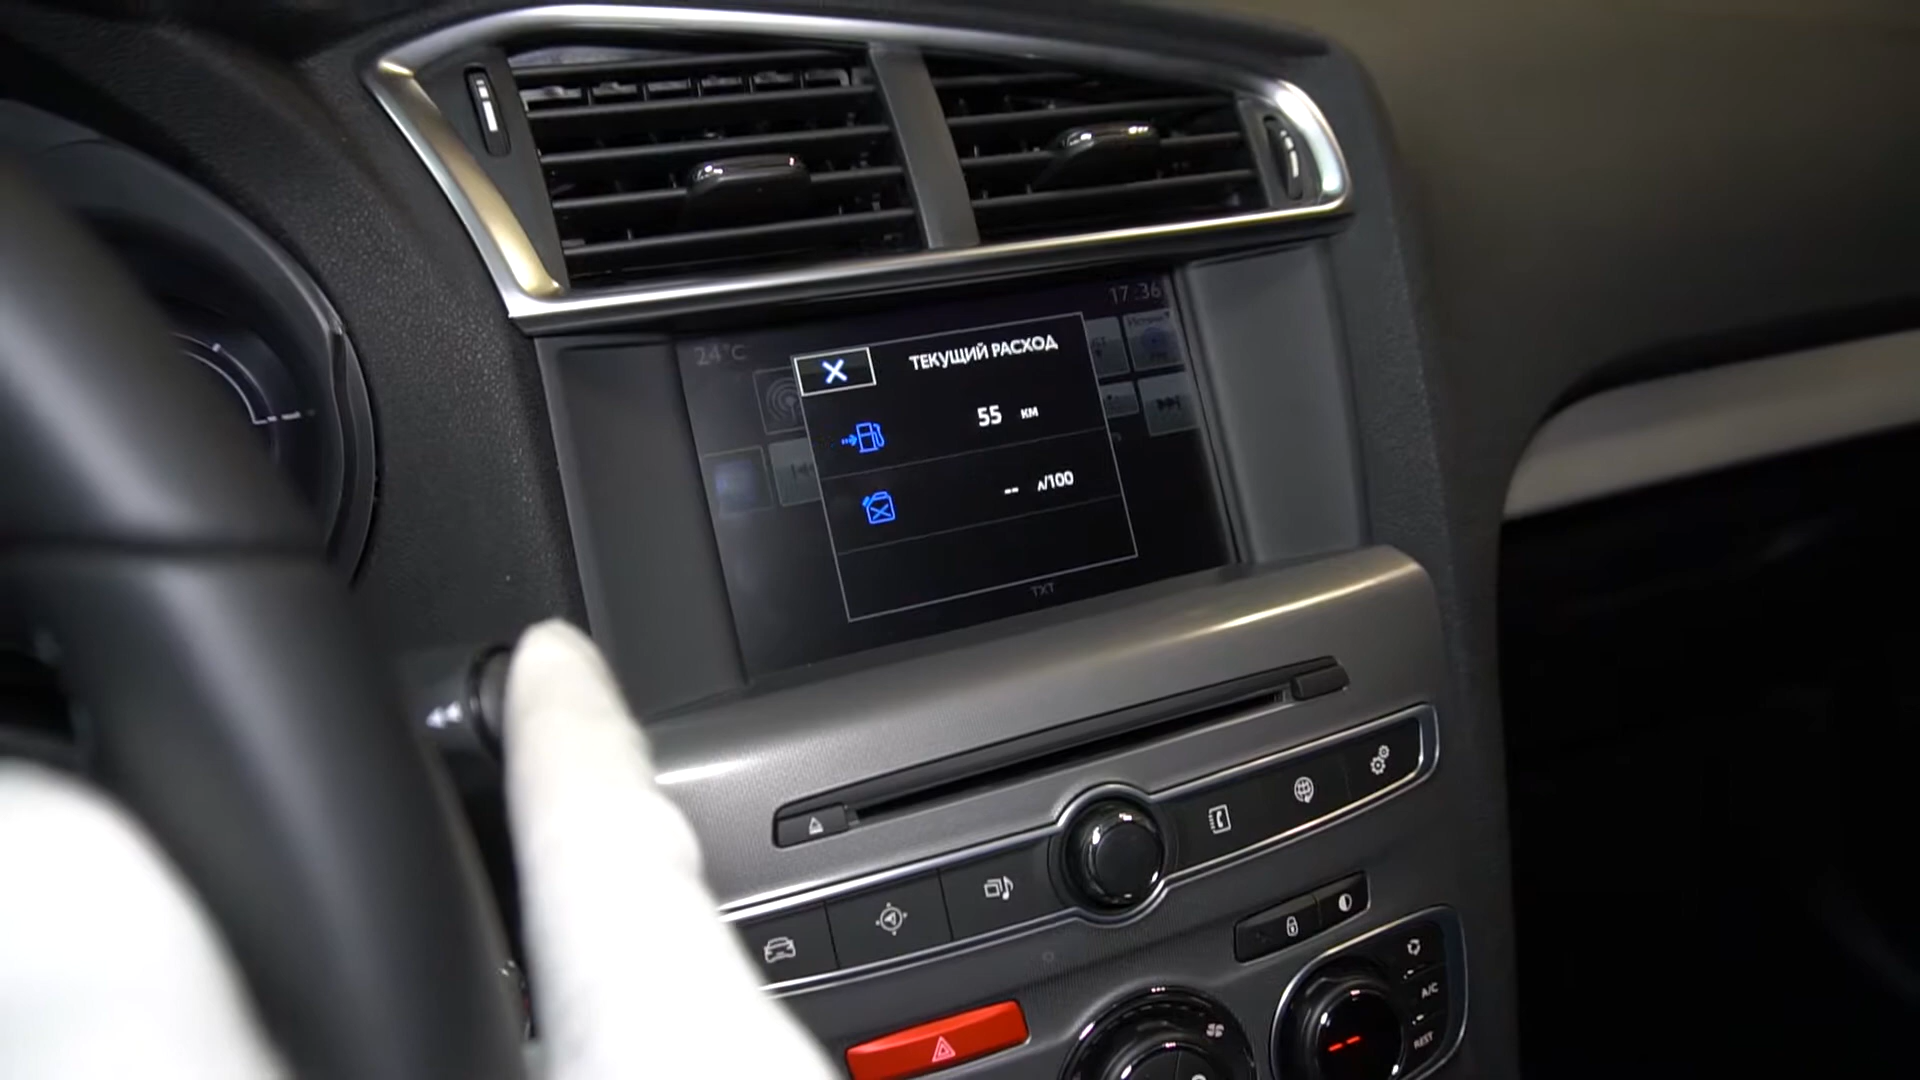 17:36
24°C
ТЕКУЩИЙ РАСХОД
55 км
-- л/100
TXT
A/C
REST
--